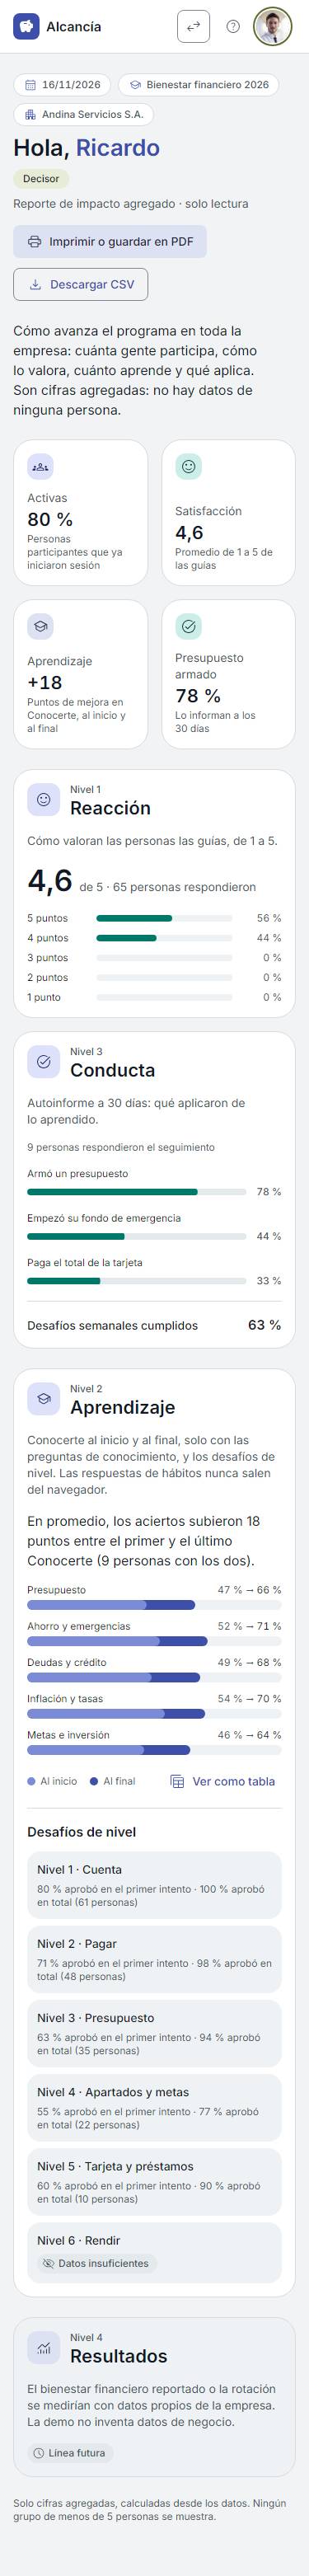 Alcancía
16/11/2026
Bienestar financiero 2026
Andina Servicios S.A.
Hola, Ricardo
Decisor
Reporte de impacto agregado · solo lectura
Imprimir o guardar en PDF
Descargar CSV
Cómo avanza el programa en toda la
empresa: cuánta gente participa, cómo
lo valora, cuánto aprende y qué aplica.
Son cifras agregadas: no hay datos de
ninguna persona.
Activas
80 %
Personas
participantes que ya
iniciaron sesión
Satisfacción
4,6
Promedio de 1 a 5 de
las guías
Aprendizaje
+18
Puntos de mejora en
Conocerte, al inicio y
al final
Presupuesto
armado
78 %
Lo informan a los
30 días
Nivel 1
Reacción
Cómo valoran las personas las guías, de 1 a 5.
4,6 de 5 · 65 personas respondieron
5 puntos 56 %
4 puntos 44 %
3 puntos 0 %
2 puntos 0 %
1 punto 0 %
Nivel 3
Conducta
Autoinforme a 30 días: qué aplicaron de
lo aprendido.
9 personas respondieron el seguimiento
Armó un presupuesto
78 %
Empezó su fondo de emergencia
44 %
Paga el total de la tarjeta
33 %
Desafíos semanales cumplidos 63 %
Nivel 2
Aprendizaje
Conocerte al inicio y al final, solo con las
preguntas de conocimiento, y los desafíos de
nivel. Las respuestas de hábitos nunca salen
del navegador.
En promedio, los aciertos subieron 18
puntos entre el primer y el último
Conocerte (9 personas con los dos).
Presupuesto 47 % → 66 %
Ahorro y emergencias 52 % → 71 %
Deudas y crédito 49 % → 68 %
Inflación y tasas 54 % → 70 %
Metas e inversión 46 % → 64 %
Al inicio Al final Ver como tabla
Desafíos de nivel
Nivel 1 · Cuenta
80 % aprobó en el primer intento · 100 % aprobó
en total (61 personas)
Nivel 2 · Pagar
71 % aprobó en el primer intento · 98 % aprobó en
total (48 personas)
Nivel 3 · Presupuesto
63 % aprobó en el primer intento · 94 % aprobó
en total (35 personas)
Nivel 4 · Apartados y metas
55 % aprobó en el primer intento · 77 % aprobó
en total (22 personas)
Nivel 5 · Tarjeta y préstamos
60 % aprobó en el primer intento · 90 % aprobó
en total (10 personas)
Nivel 6 · Rendir
Datos insuficientes
Nivel 4
Resultados
El bienestar financiero reportado o la rotación
se medirían con datos propios de la empresa.
La demo no inventa datos de negocio.
Línea futura
Solo cifras agregadas, calculadas desde los datos. Ningún
grupo de menos de 5 personas se muestra.